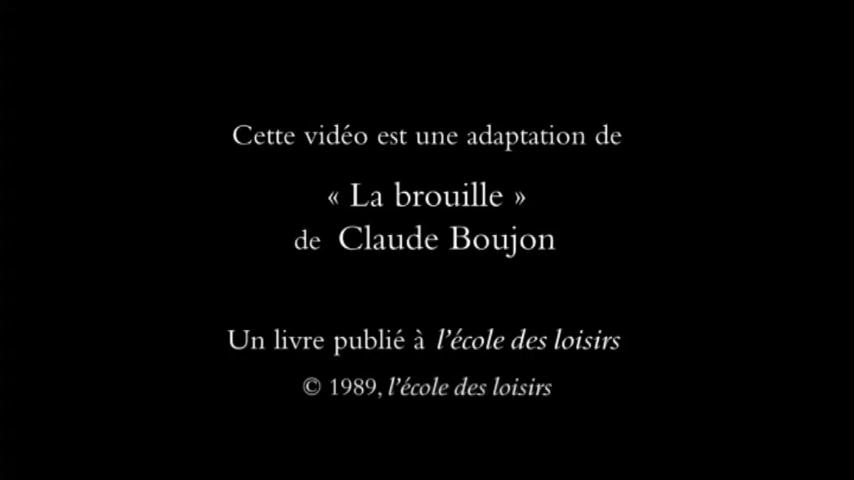 Cette vidéo est une adaptation de
« La brouille »
de Claude Boujon
Un livre publié à l'école des loisirs
© 1989, l'école des loisirs